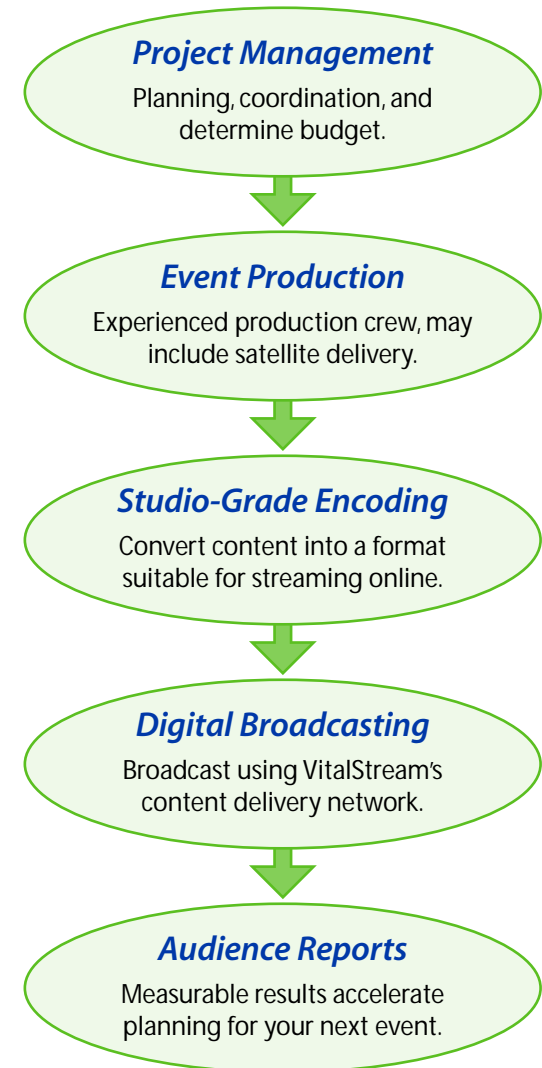 Project Management
Planning, coordination, and
determine budget.
Event Production
Experienced production crew, may
include satellite delivery.
Studio-Grade Encoding
Convert content into a format
suitable for streaming online.
Digital Broadcasting
Broadcast using VitalStream's
content delivery network.
Audience Reports
Measurable results accelerate
planning for your next event.